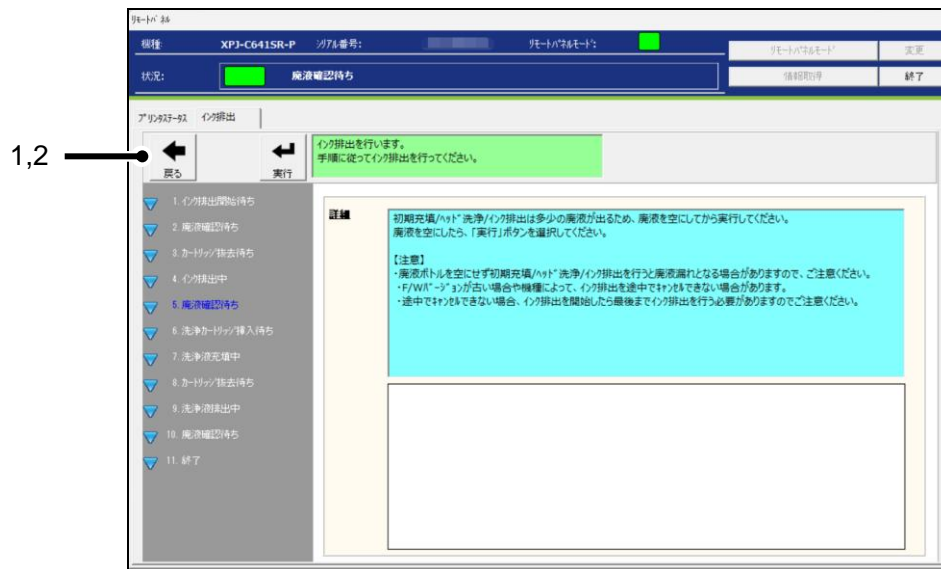 リモートパネル
機種: XPJ-C641SR-P シリアル番号: リモートパネルモード: リモートパネルモード 変更
状況: 廃液確認待ち 情報取得 終了
プリンタステータス インク排出
1,2
戻る 実行
インク排出を行います。
手順に従ってインク排出を行ってください。
1. インク排出開始待ち
2. 廃液確認待ち
3. カートリッジ抜去待ち
4. インク排出中
5. 廃液確認待ち
6. 洗浄カートリッジ挿入待ち
7. 洗浄液充填中
8. カートリッジ抜去待ち
9. 洗浄液排出中
10. 廃液確認待ち
11. 終了
詳細
初期充填/ヘッド洗浄/インク排出は多少の廃液が出るため、廃液を空にしてから実行してください。
廃液を空にしたら、「実行」ボタンを選択してください。
【注意】
・廃液ボトルを空にせず初期充填/ヘッド洗浄/インク排出を行うと廃液漏れとなる場合がありますので、ご注意ください。
・F/Wバージョンが古い場合や機種によって、インク排出を途中でキャンセルできない場合があります。
・途中でキャンセルできない場合、インク排出を開始したら最後までインク排出を行う必要がありますのでご注意ください。